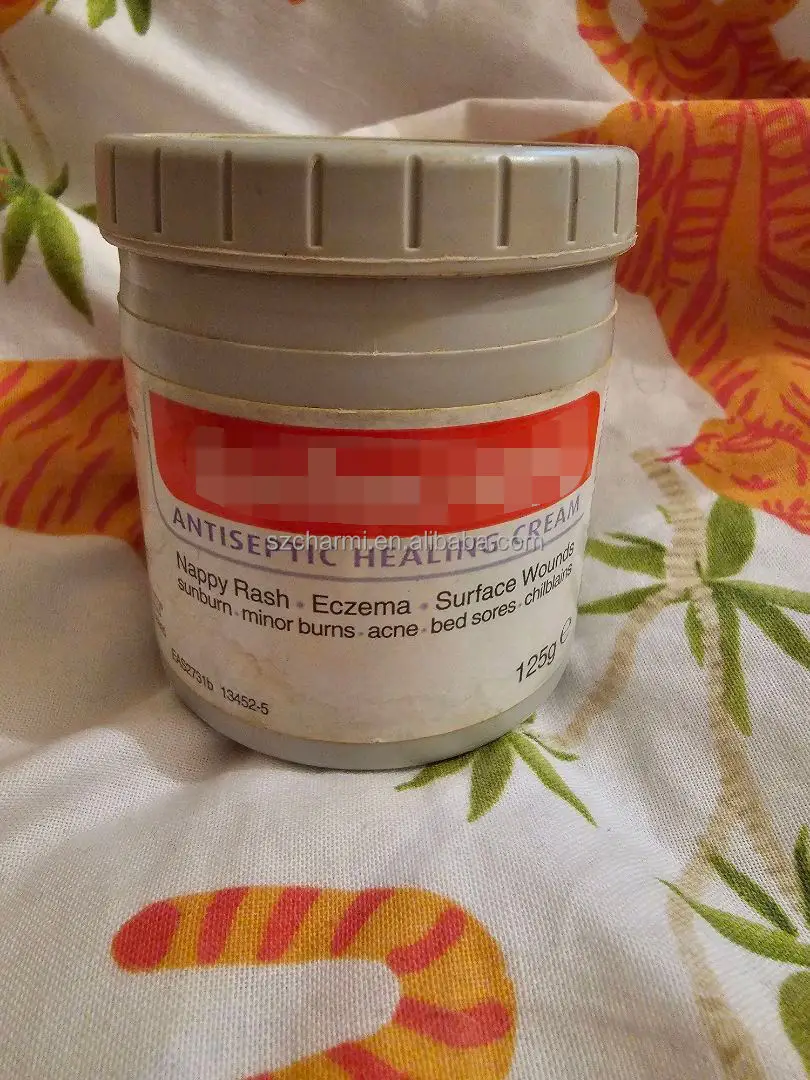 ANTISEPTIC HEALING CREAM
szcharmi.en.alibaba.com
Nappy Rash • Eczema • Surface Wounds
sunburn • minor burns • acne • bed sores • chilblains
125g e
EAS2731b 13452-5